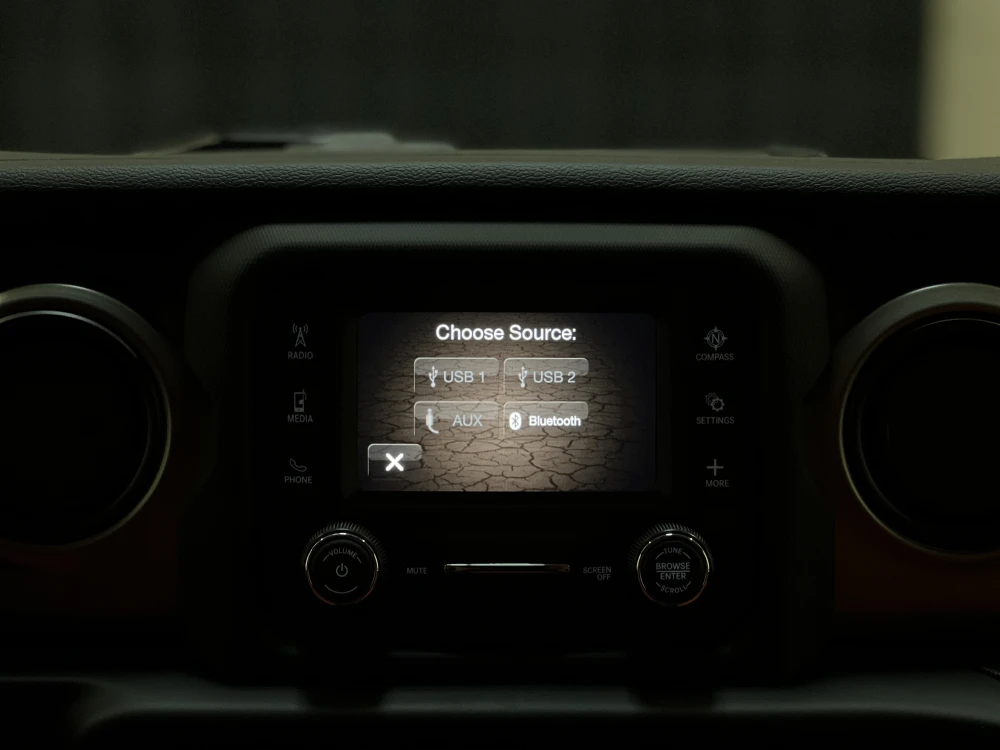 Choose Source:
USB 1
USB 2
AUX
Bluetooth
RADIO
MEDIA
PHONE
N
COMPASS
SETTINGS
MORE
VOLUME
MUTE
SCREEN
OFF
TUNE
BROWSE
ENTER
SCROLL